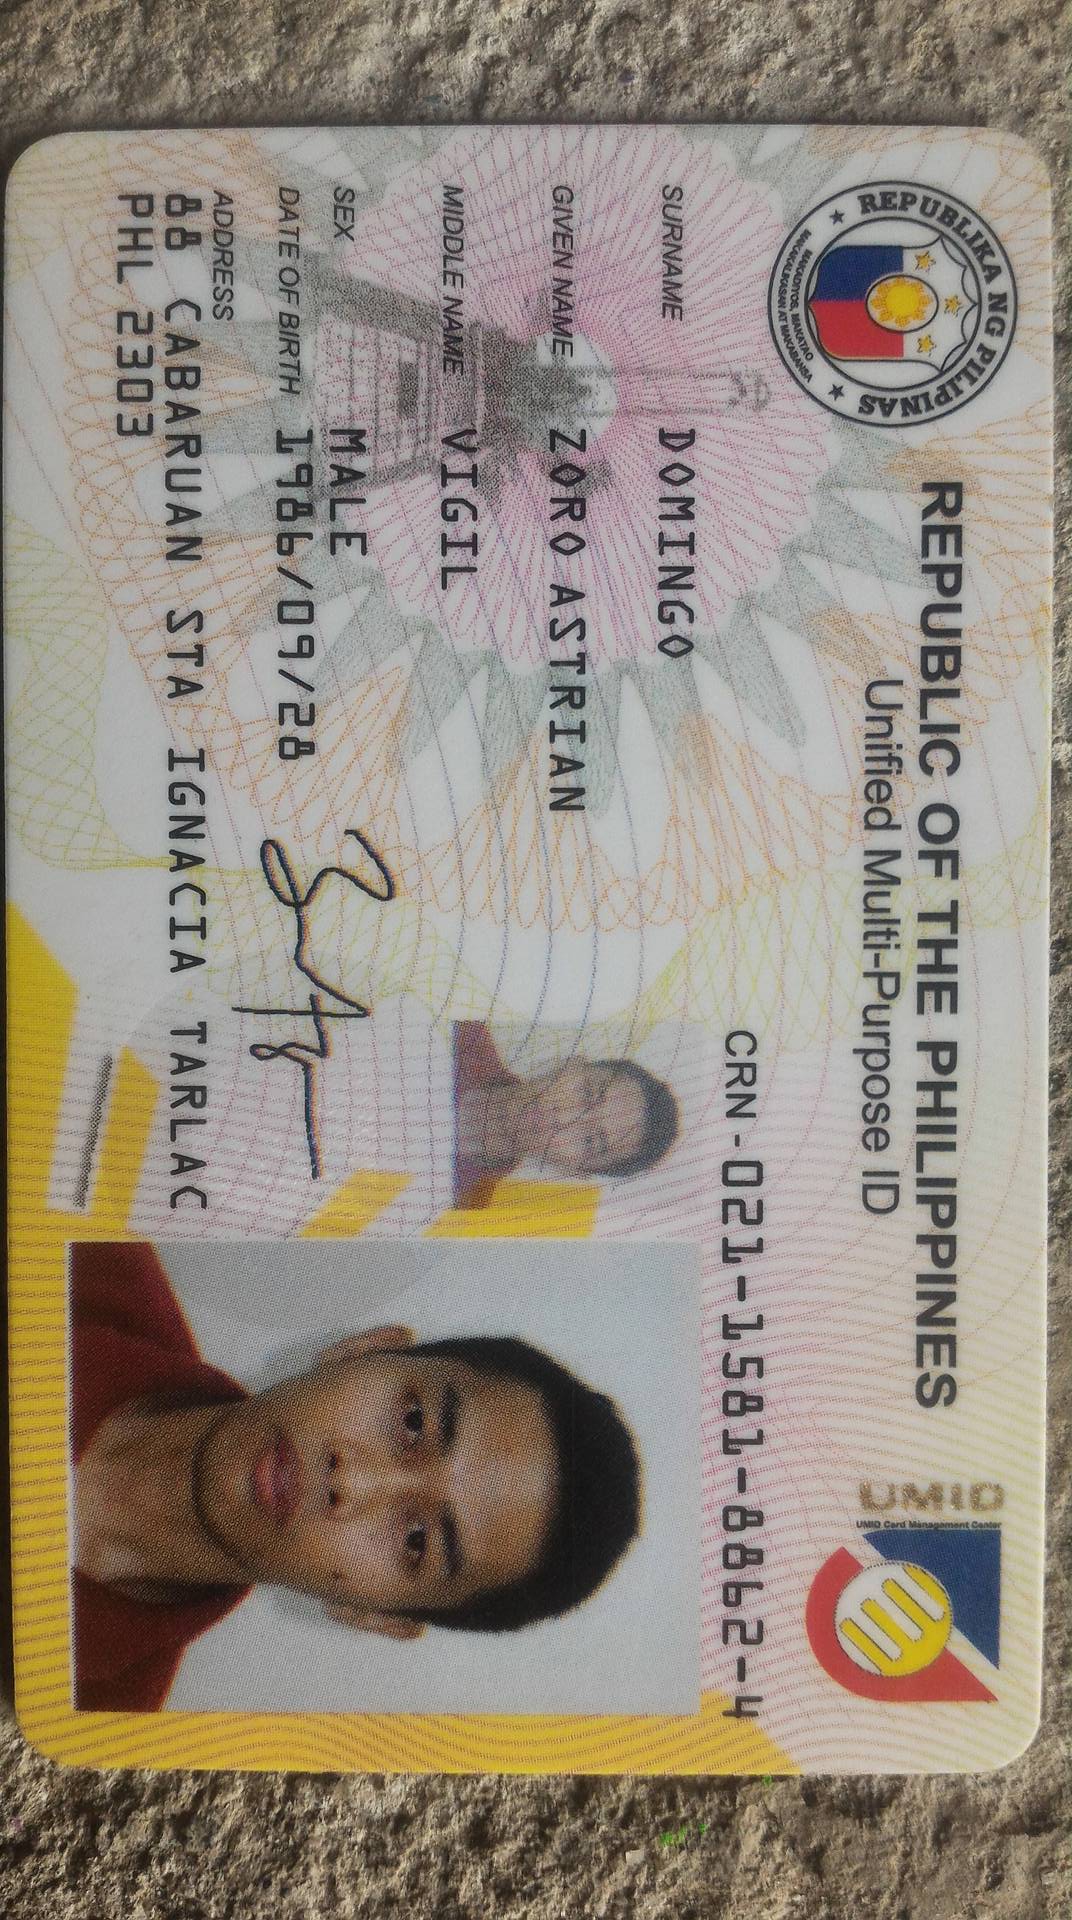 REPUBLIKA NG PILIPINAS
MAKADIYOS, MAKATAO
MAKAKALIKASAN AT MAKABANSA
REPUBLIC OF THE PHILIPPINES
Unified Multi-Purpose ID
UMID
UMID Card Management Center
CRN - 021-1581-8862-4
SURNAME DOMINGO
GIVEN NAME ZORO ASTRIAN
MIDDLE NAME VIGIL
SEX MALE
DATE OF BIRTH 1986/09/28
ADDRESS
88 CABARUAN STA IGNACIA TARLAC
PHL 2303